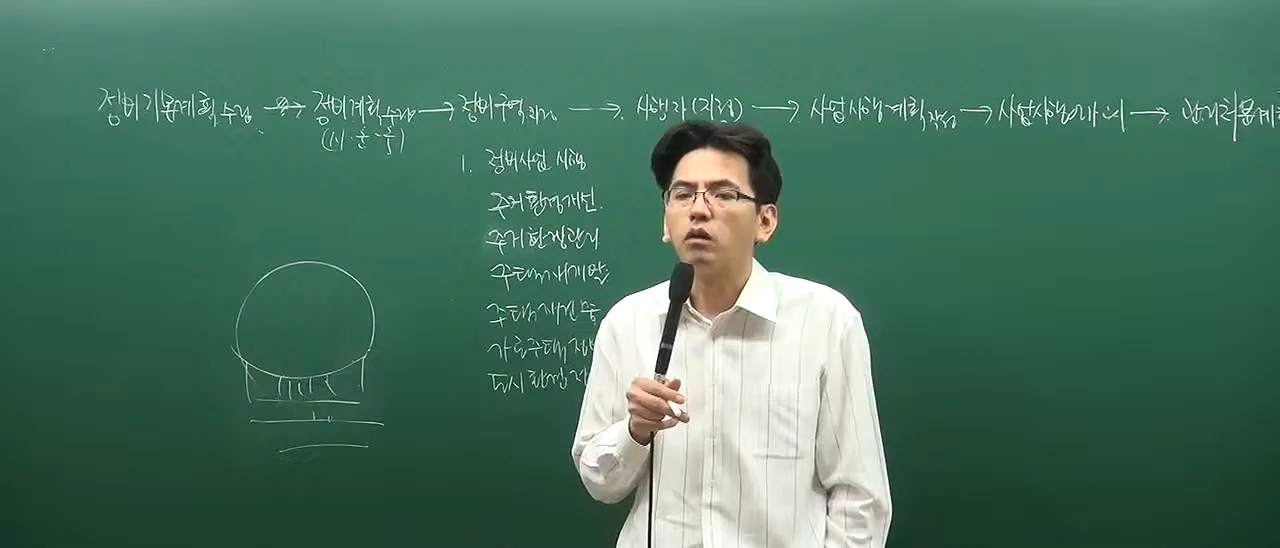 정비기본계획수립 → 정비계획수립 → 정비구역지정 → 시행자(지정) → 사업시행계획작성 → 사업시행인가 → 관리처분계획
(시·군·
1. 정비사업 시행
주거환경개선.
주거환경관리
주택재개발.
주택재건축
가로주택정비
도시환경정